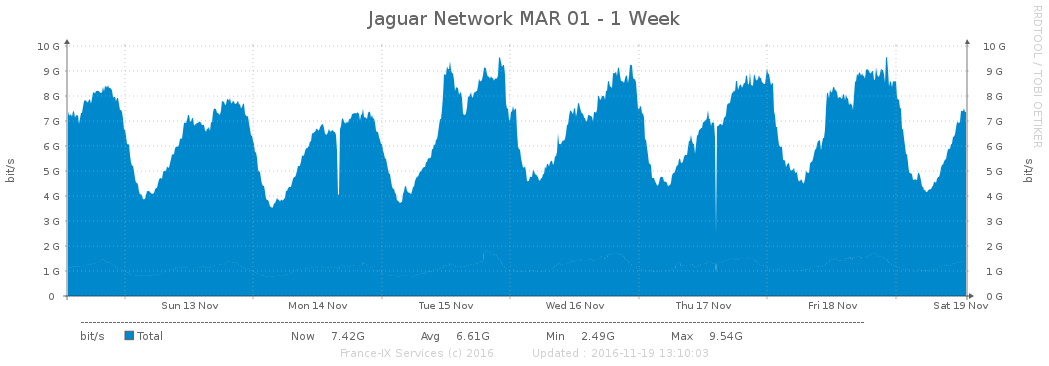 Jaguar Network MAR 01 - 1 Week
RRDTOOL / TOBI OETIKER
10 G 10 G
9 G 9 G
8 G 8 G
7 G 7 G
6 G 6 G
5 G 5 G
4 G 4 G
3 G 3 G
2 G 2 G
1 G 1 G
0 0 G
bit/s
bit/s
Sun 13 Nov Mon 14 Nov Tue 15 Nov Wed 16 Nov Thu 17 Nov Fri 18 Nov Sat 19 Nov
bit/s Total Now 7.42G Avg 6.61G Min 2.49G Max 9.54G
France-IX Services (c) 2016 Updated : 2016-11-19 13:10:03